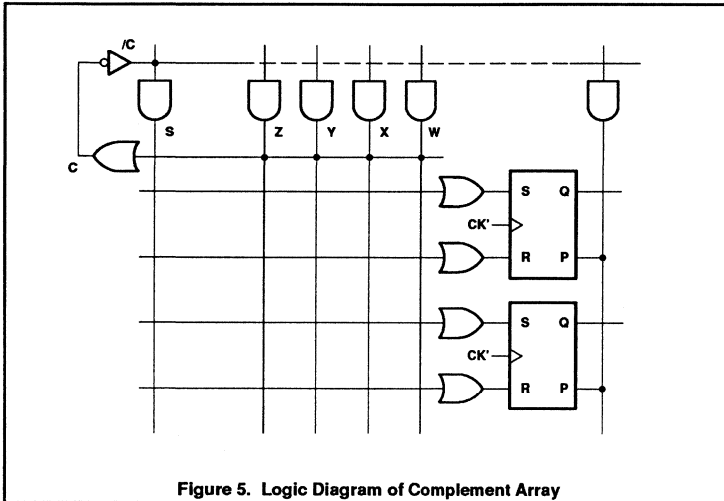 /C
S
Z
Y
X
W
C
S
Q
CK'
R
P
S
Q
CK'
R
P
Figure 5. Logic Diagram of Complement Array